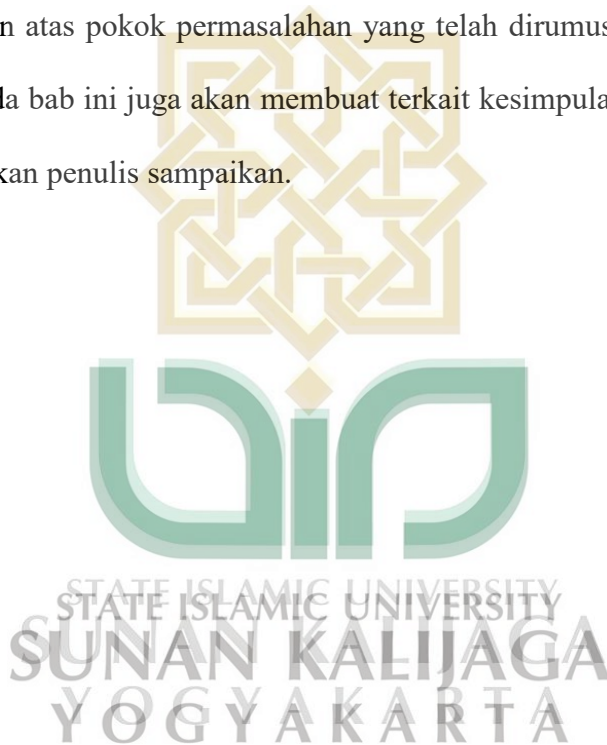 n atas pokok permasalahan yang telah dirumus
da bab ini juga akan membuat terkait kesimpula
kan penulis sampaikan.
STATE ISLAMIC UNIVERSITY
SUNAN KALIJAGA
YOGYAKARTA